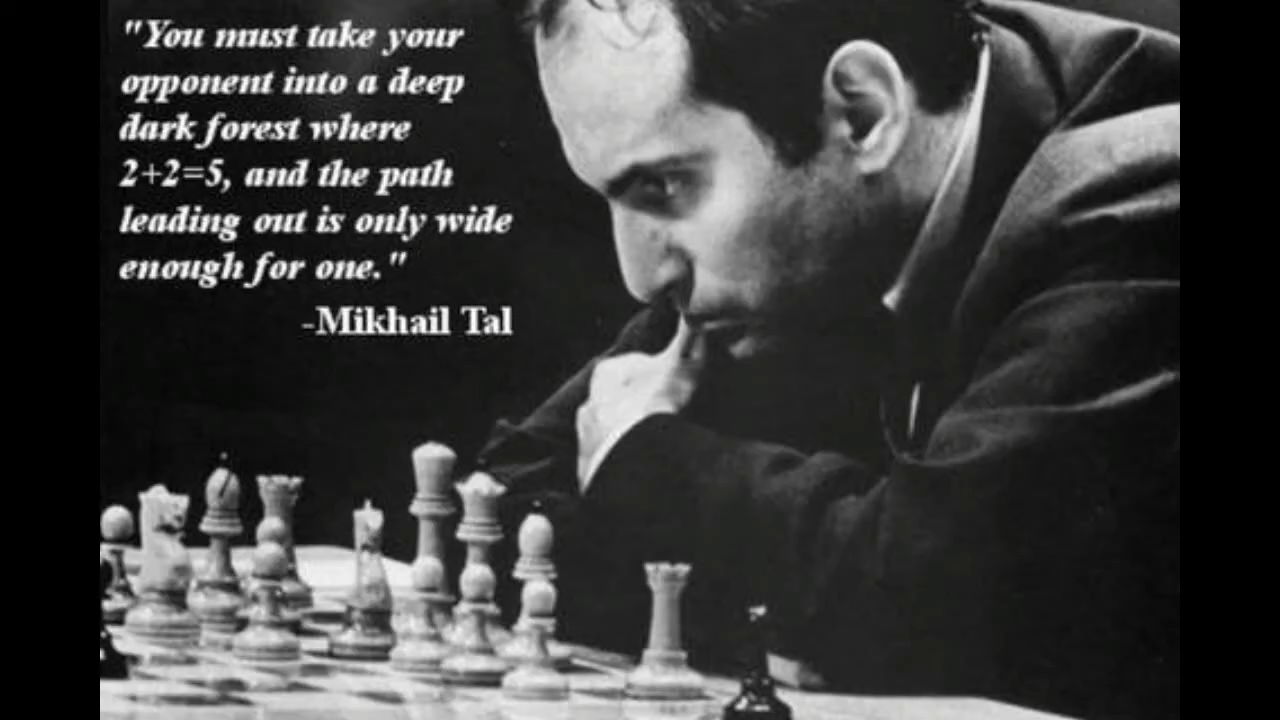 "You must take your
opponent into a deep
dark forest where
2+2=5, and the path
leading out is only wide
enough for one."
-Mikhail Tal